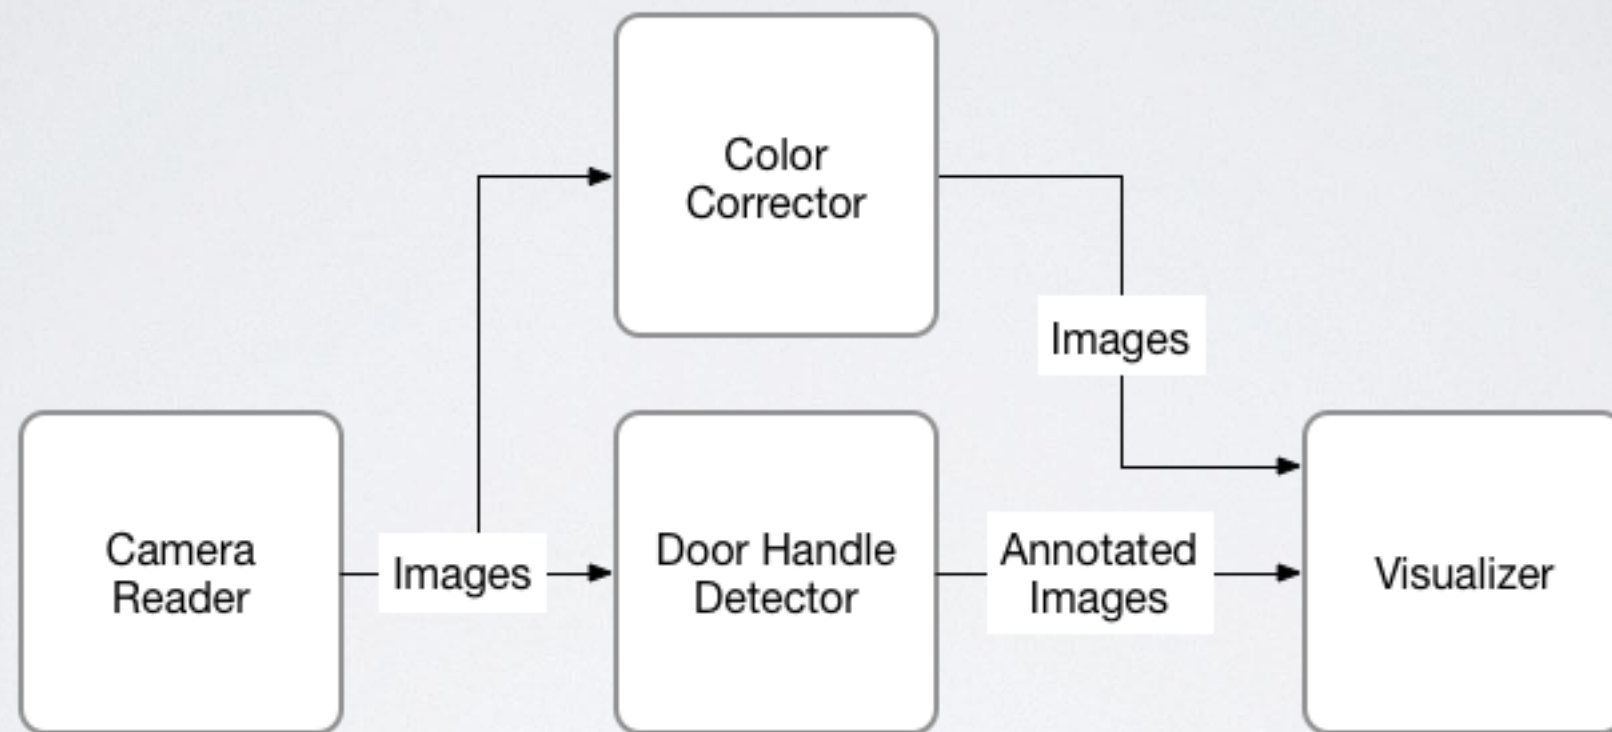 Color
Corrector
Images
Camera
Reader
Images
Door Handle
Detector
Annotated
Images
Visualizer